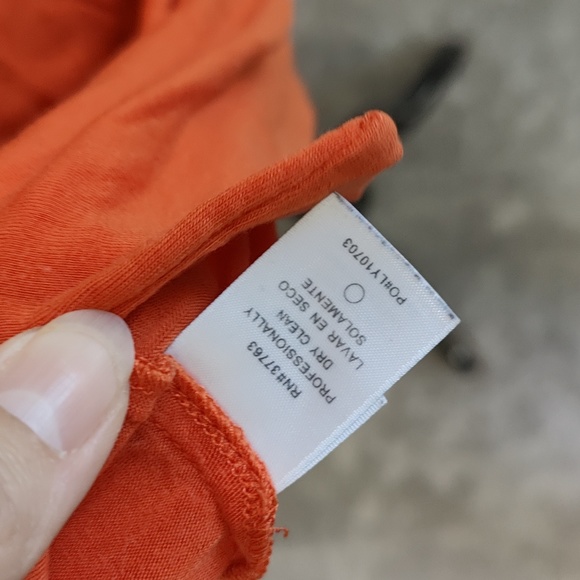 RN#37763
PROFESSIONALLY
DRY CLEAN
LAVAR EN SECO
SOLAMENTE
PO#LY10703